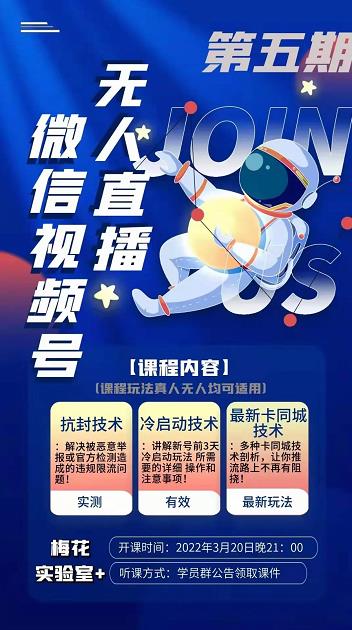 第五期
JOIN
US
无人直播
微信视频号
【课程内容】
(课程玩法真人无人均可适用)
抗封技术
：解决被恶意举
报或官方检测造
成的违规限流问
题！
实测
冷启动技术
：讲解新号前3天
冷启动玩法 所需
要的详细 操作和
注意事项！
有效
最新卡同城
技术
：多种卡同城技
术剖析，让你推
流路上不再有阻
挠！
最新玩法
梅花
实验室+
开课时间：2022年3月20日晚21：00
听课方式：学员群公告领取课件